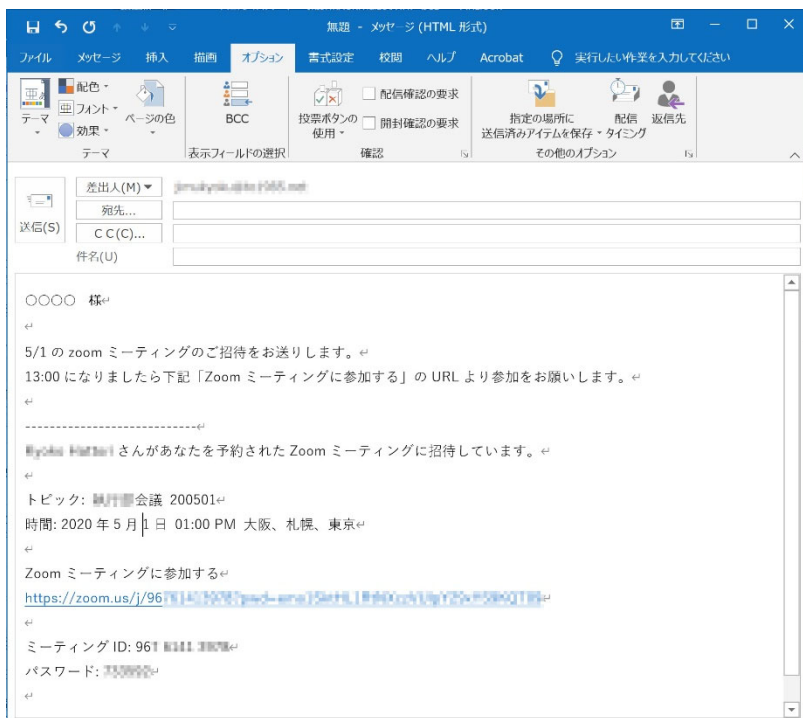 無題 - メッセージ (HTML 形式)
ファイル メッセージ 挿入 描画 オプション 書式設定 校閲 ヘルプ Acrobat 実行したい作業を入力してください
亜 配色 配信確認の要求
亜 フォント 開封確認の要求
テーマ 効果 ページの色 BCC 投票ボタンの使用 指定の場所に送信済みアイテムを保存 配信タイミング 返信先
テーマ 表示フィールドの選択 確認 その他のオプション
差出人(M)
宛先...
送信(S) C C(C)...
件名(U)
〇〇〇〇 様
5/1 の zoom ミーティングのご招待をお送りします。
13:00 になりましたら下記「Zoom ミーティングに参加する」の URL より参加をお願いします。
-----------------------------
さんがあなたを予約された Zoom ミーティングに招待しています。
トピック: 会議 200501
時間: 2020 年 5 月 1 日 01:00 PM 大阪、札幌、東京
Zoom ミーティングに参加する
https://zoom.us/j/96
ミーティング ID: 961
パスワード: